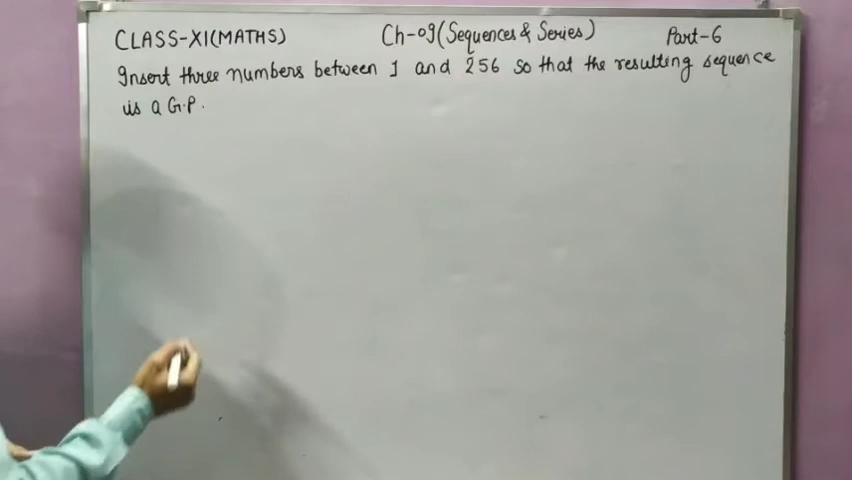 CLASS-XI(MATHS) Ch-09(Sequences & Series) Part-6
Insert three numbers between 1 and 256 so that the resulting sequence
is a G.P.